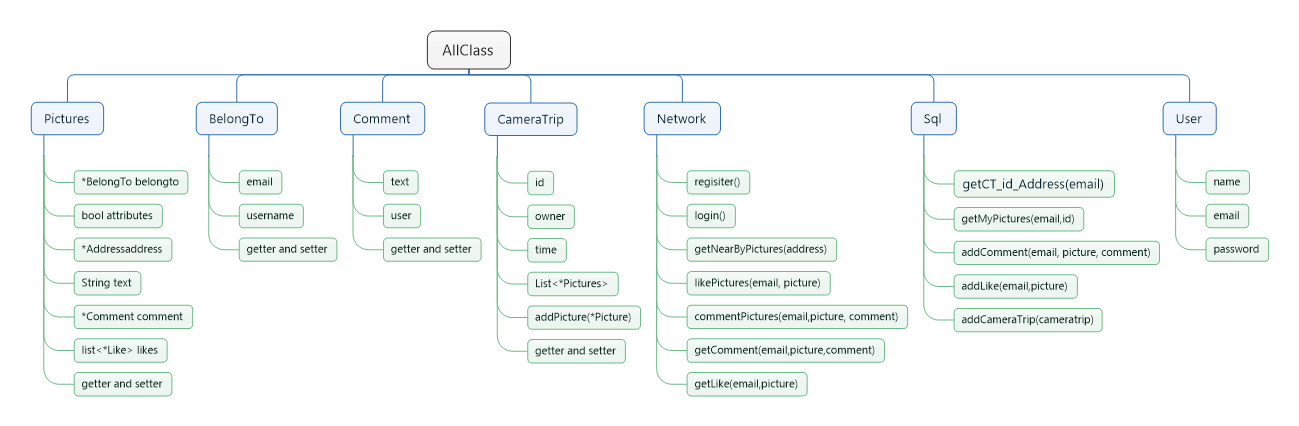 AllClass
Pictures
*BelongTo belongto
bool attributes
*Addressaddress
String text
*Comment comment
list<*Like> likes
getter and setter
BelongTo
email
username
getter and setter
Comment
text
user
getter and setter
CameraTrip
id
owner
time
List<*Pictures>
addPicture(*Picture)
getter and setter
Network
regisiter()
login()
getNearByPictures(address)
likePictures(email, picture)
commentPictures(email,picture, comment)
getComment(email,picture,comment)
getLike(email,picture)
Sql
getCT_id_Address(email)
getMyPictures(email,id)
addComment(email, picture, comment)
addLike(email,picture)
addCameraTrip(cameratrip)
User
name
email
password